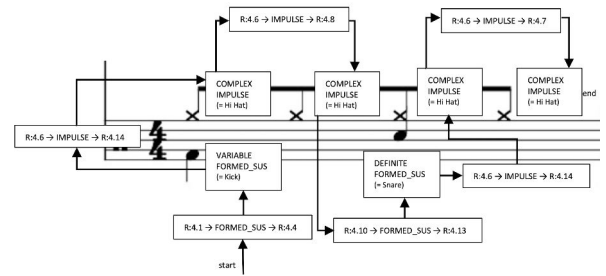 R:4.6 → IMPULSE → R:4.8
R:4.6 → IMPULSE → R:4.7
COMPLEX
IMPULSE
(= Hi Hat)
COMPLEX
IMPULSE
(= Hi Hat)
COMPLEX
IMPULSE
(= Hi Hat)
COMPLEX
IMPULSE
(= Hi Hat)
end
R:4.6 → IMPULSE → R:4.14
4
4
VARIABLE
FORMED_SUS
(= Kick)
DEFINITE
FORMED_SUS
(= Snare)
R:4.6 → IMPULSE → R:4.14
R:4.1 → FORMED_SUS → R:4.4
R:4.10 → FORMED_SUS → R:4.13
start